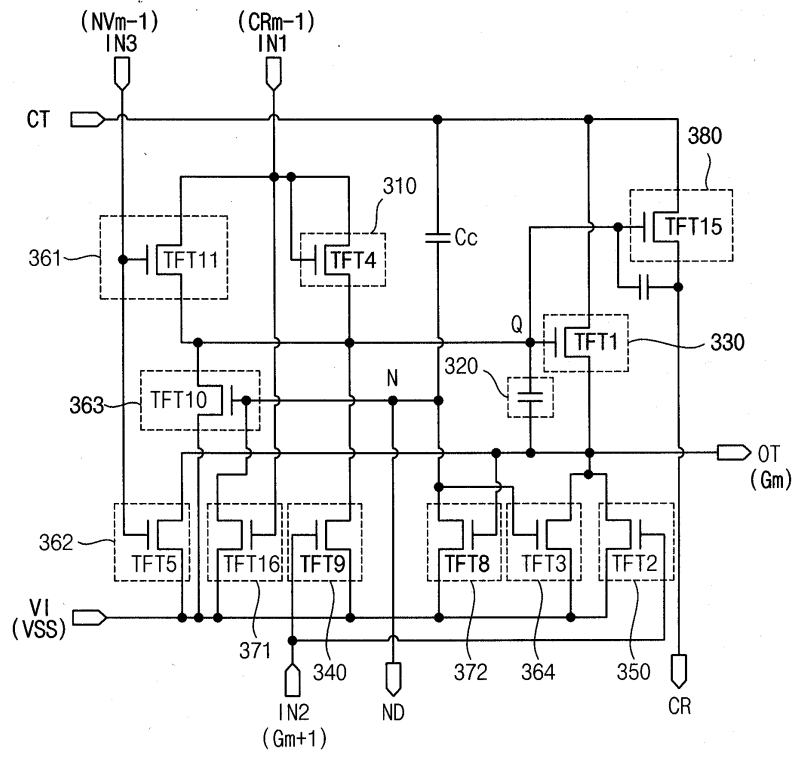 (NVm-1) (CRm-1)
IN3 IN1
CT
380
310
TFT15
Cc
361
TFT11 TFT4
Q
TFT1
330
320
N
TFT10
363
OT
(Gm)
362
TFT5 TFT16 TFT9 TFT8 TFT3 TFT2
VI
(VSS)
371 340 372 364 350
IN2 ND CR
(Gm+1)